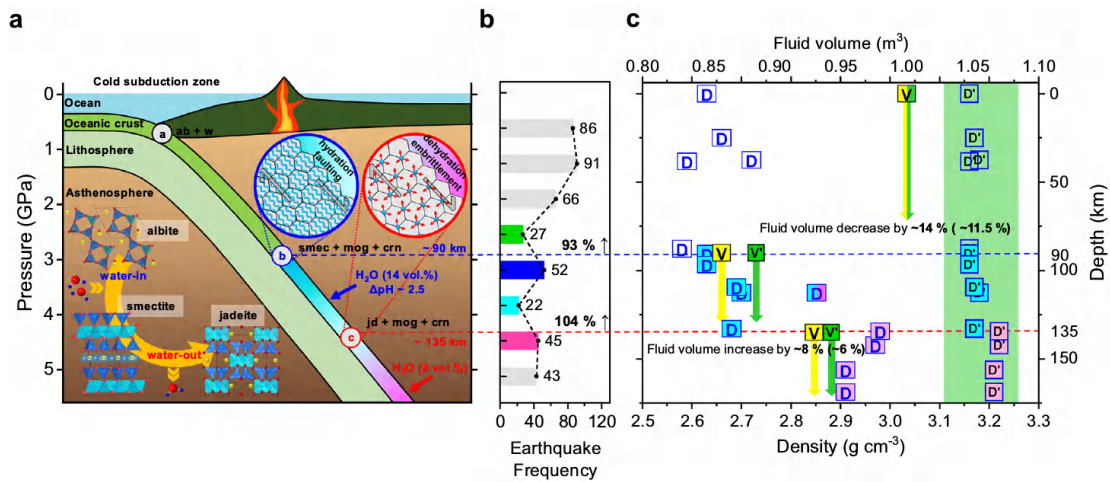 a
Cold subduction zone
Ocean
Oceanic crust
Lithosphere
Asthenosphere
a
ab + w
hydration faulting
dehydration embrittlement
albite
water-in
smectite
jadeite
water-out
smec + mog + crn
~ 90 km
b
H2O (14 vol.%)
ΔpH ~ 2.5
jd + mog + crn
~ 135 km
c
H2O (8 vol.%)
Pressure (GPa)
0
1
2
3
4
5
b
86
91
66
27
93 % ↑
52
22
104 % ↑
45
43
0 40 80 120
Earthquake
Frequency
c
Fluid volume (m3)
0.80 0.85 0.90 0.95 1.00 1.05 1.10
D V V' D'
D D'
D D D' D'
Fluid volume decrease by ~14 % ( ~11.5 %)
D D V V' D' D'
D D' 
D D D D' D'
D V V' D D' D'
Fluid volume increase by ~8 % (~6 %)
D D'
D D'
D D'
0
50
90
100
135
150
Depth (km)
2.5 2.6 2.7 2.8 2.9 3.0 3.1 3.2 3.3
Density (g cm-3)